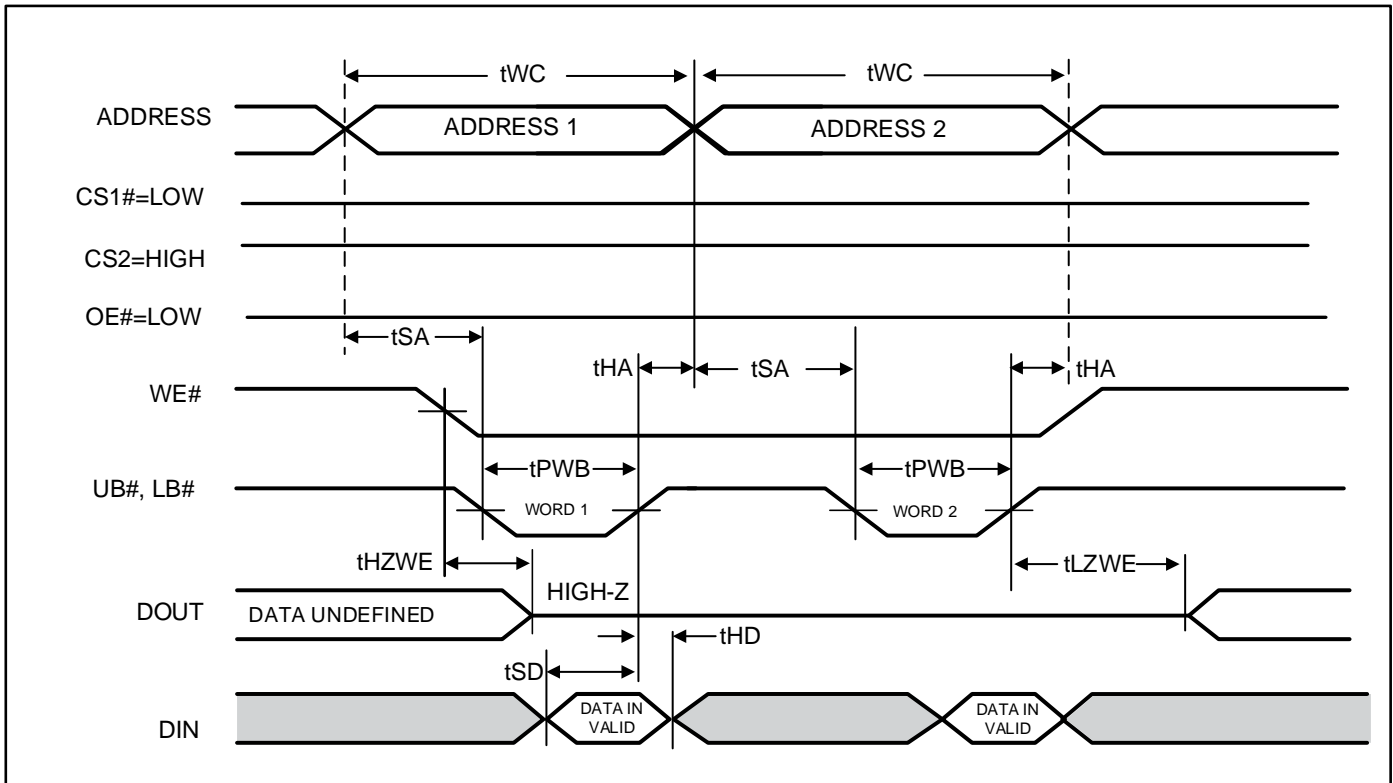 tWC
tWC
ADDRESS
ADDRESS 1
ADDRESS 2
CS1#=LOW
CS2=HIGH
OE#=LOW
tSA
tHA
tSA
tHA
WE#
tPWB
tPWB
UB#, LB#
WORD 1
WORD 2
tHZWE
tLZWE
HIGH-Z
DOUT
DATA UNDEFINED
tHD
tSD
DIN
DATA IN
VALID
DATA IN
VALID